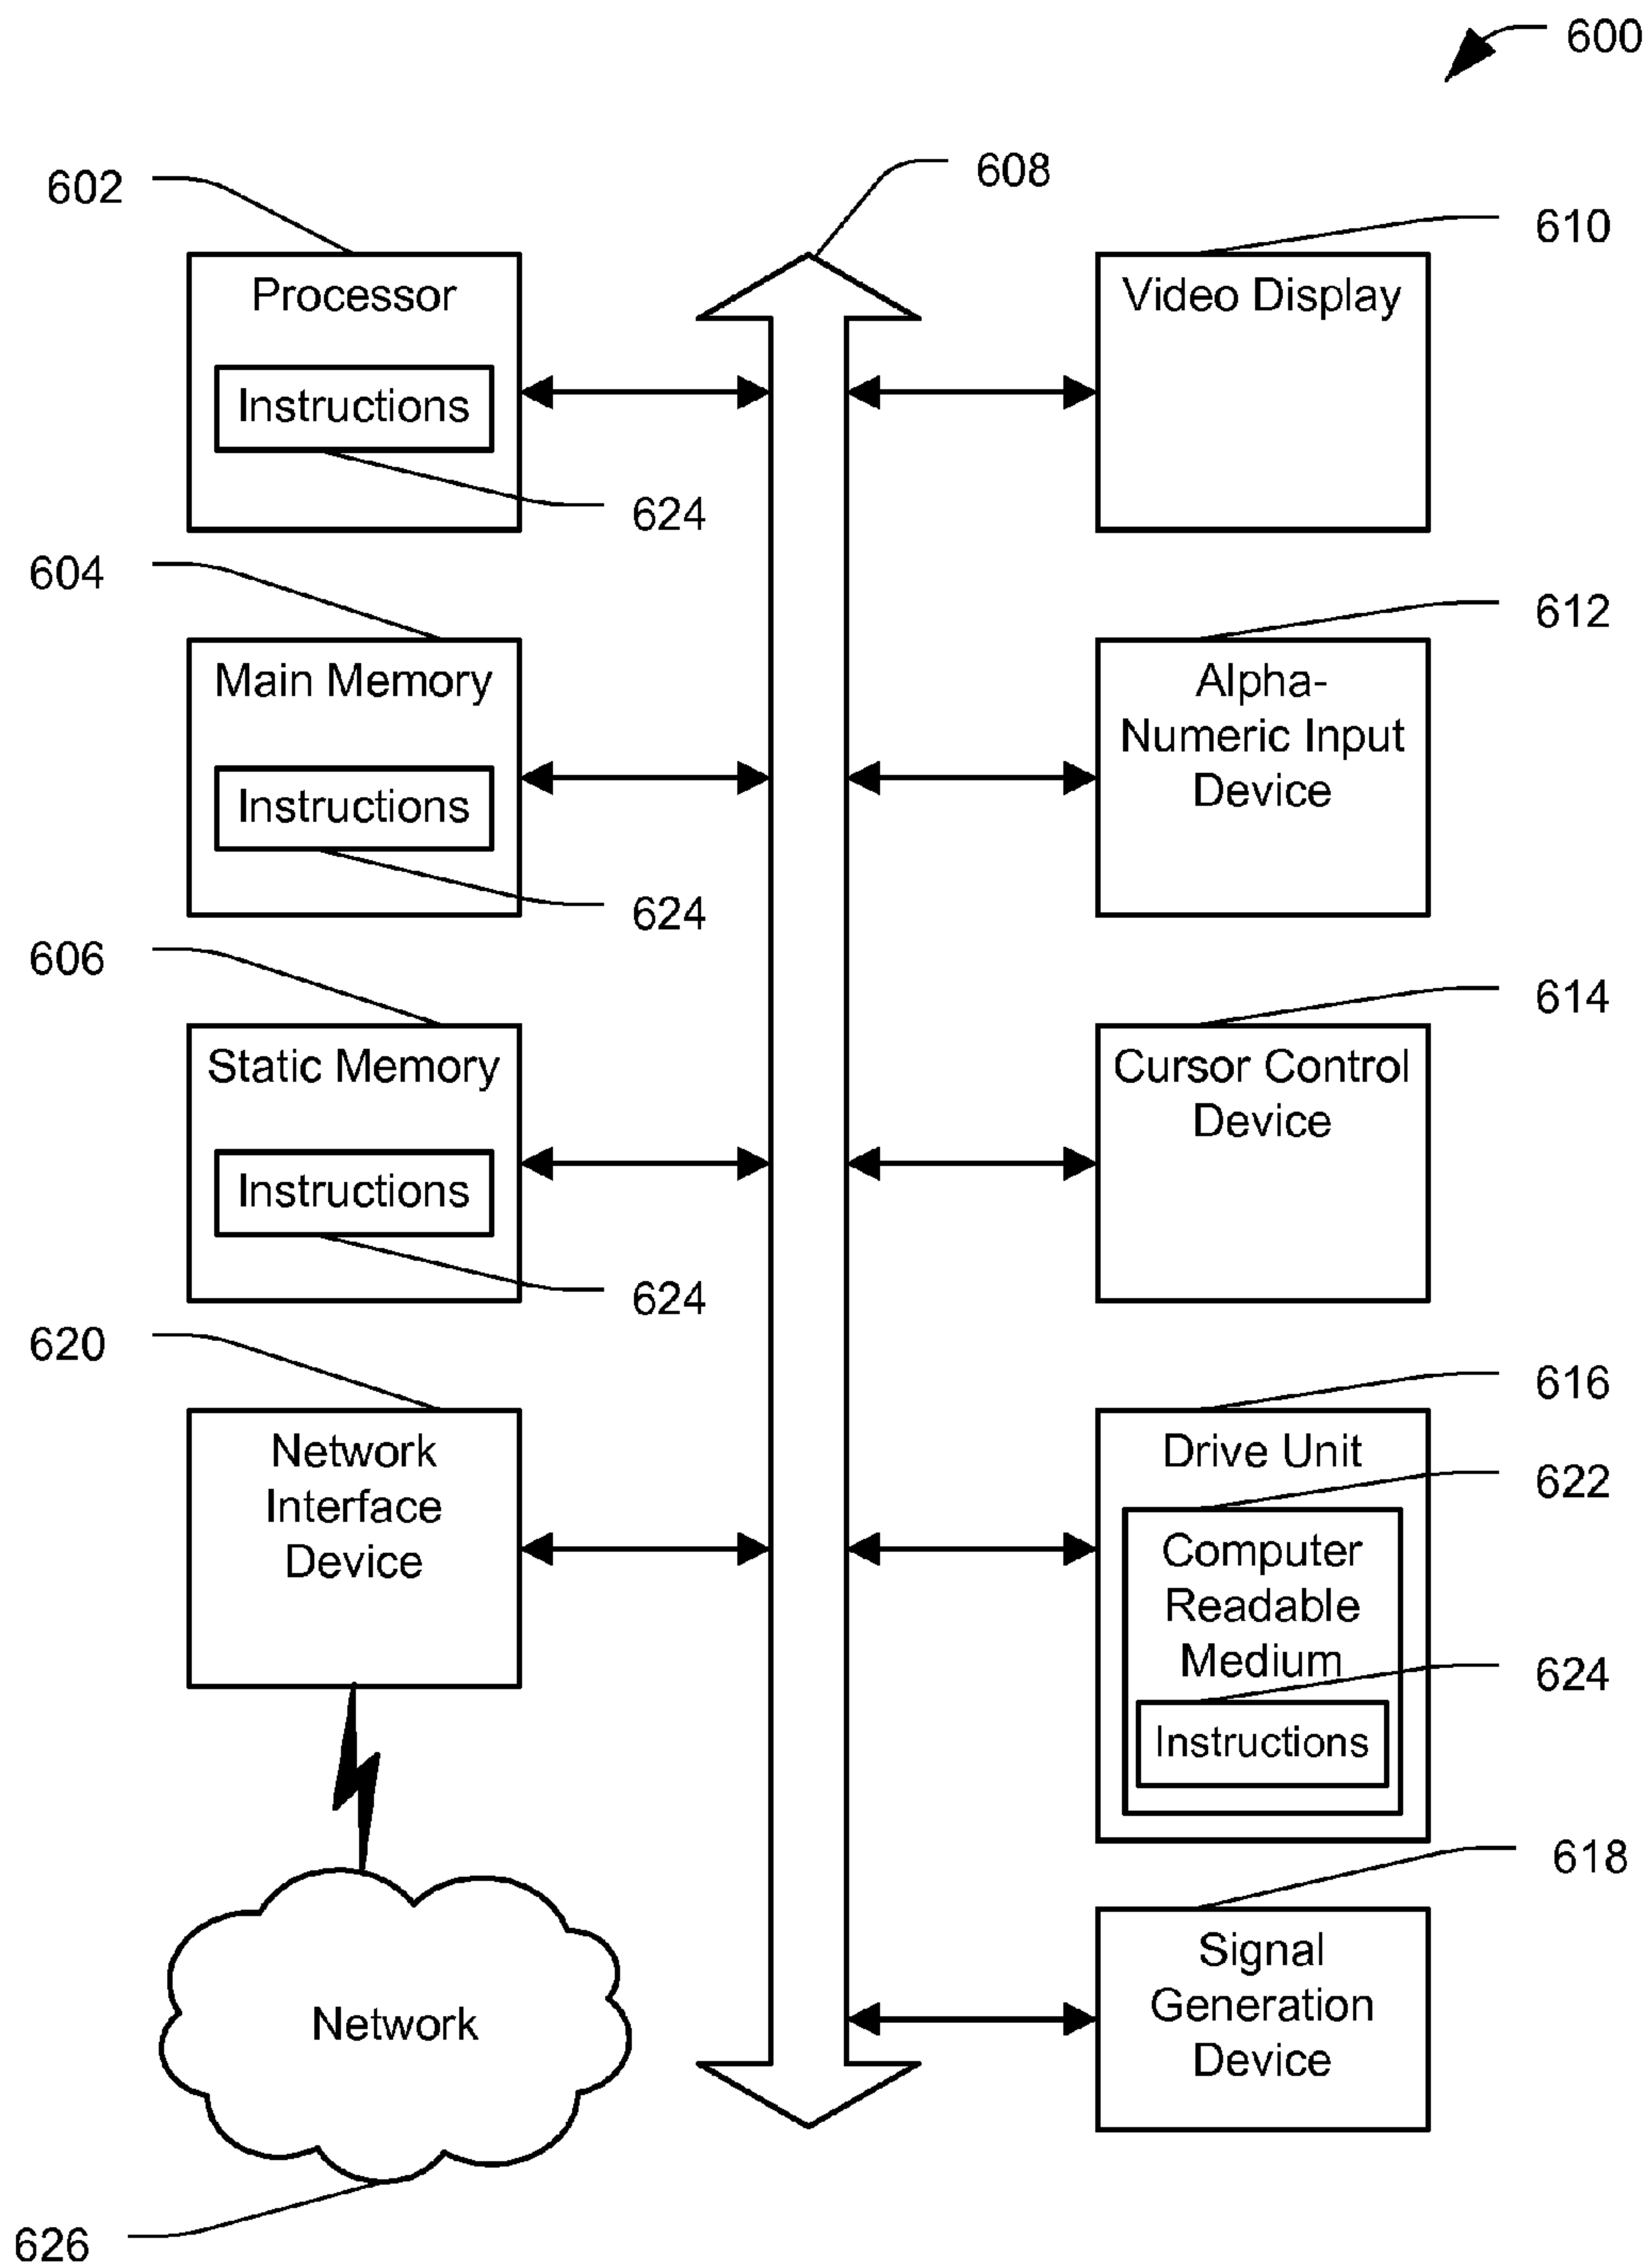 600
608
602
Processor
Instructions
624
610
Video Display
604
Main Memory
Instructions
624
612
Alpha-
Numeric Input
Device
606
Static Memory
Instructions
624
614
Cursor Control
Device
620
Network
Interface
Device
616
Drive Unit
622
Computer
Readable
Medium
624
Instructions
618
Signal
Generation
Device
Network
626